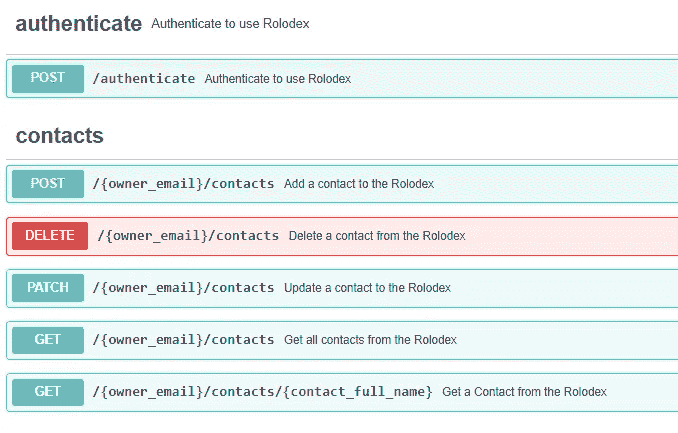 authenticate Authenticate to use Rolodex
POST /authenticate Authenticate to use Rolodex
contacts
POST /{owner_email}/contacts Add a contact to the Rolodex
DELETE /{owner_email}/contacts Delete a contact from the Rolodex
PATCH /{owner_email}/contacts Update a contact to the Rolodex
GET /{owner_email}/contacts Get all contacts from the Rolodex
GET /{owner_email}/contacts/{contact_full_name} Get a Contact from the Rolodex